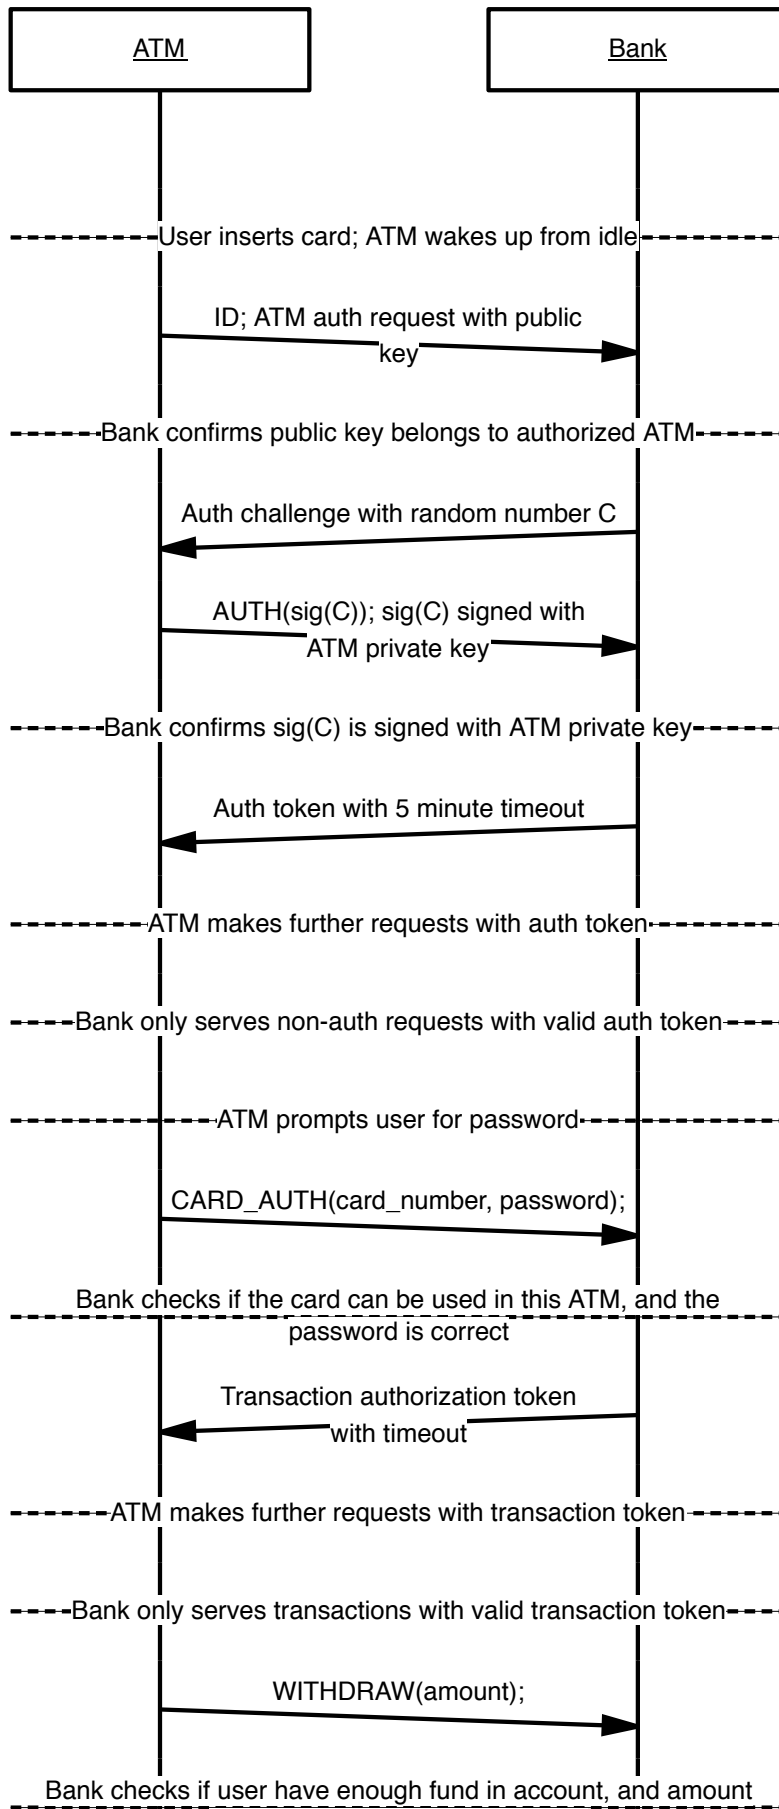 ATM
Bank
User inserts card; ATM wakes up from idle
ID; ATM auth request with public
key
Bank confirms public key belongs to authorized ATM
Auth challenge with random number C
AUTH(sig(C)); sig(C) signed with
ATM private key
Bank confirms sig(C) is signed with ATM private key
Auth token with 5 minute timeout
ATM makes further requests with auth token
Bank only serves non-auth requests with valid auth token
ATM prompts user for password
CARD_AUTH(card_number, password);
Bank checks if the card can be used in this ATM, and the
password is correct
Transaction authorization token
with timeout
ATM makes further requests with transaction token
Bank only serves transactions with valid transaction token
WITHDRAW(amount);
Bank checks if user have enough fund in account, and amount